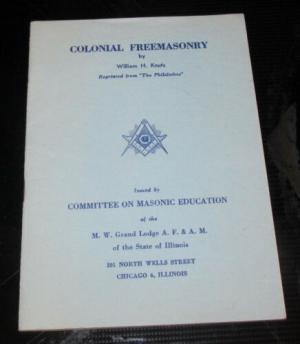 COLONIAL FREEMASONRY
by
William H. Knutz
Reprinted from "The Philalethes"
G
Issued by
COMMITTEE ON MASONIC EDUCATION
of the
M. W. Grand Lodge A. F. & A. M.
of the State of Illinois
101 NORTH WELLS STREET
CHICAGO 6, ILLINOIS